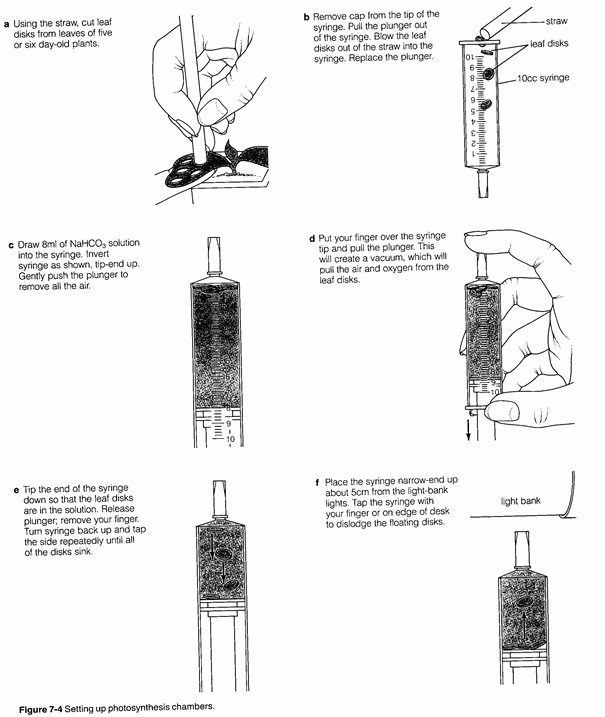 a Using the straw, cut leaf
disks from leaves of five
or six day-old plants.
b Remove cap from the tip of the
syringe. Pull the plunger out
of the syringe. Blow the leaf
disks out of the straw into the
syringe. Replace the plunger.
straw
leaf disks
10cc syringe
10
9
8
7
6
5
4
3
2
1
c Draw 8ml of NaHCO₃ solution
into the syringe. Invert
syringe as shown, tip-end up.
Gently push the plunger to
remove all the air.
8
9
10
d Put your finger over the syringe
tip and pull the plunger. This
will create a vacuum, which will
pull the air and oxygen from the
leaf disks.
9
10
e Tip the end of the syringe
down so that the leaf disks
are in the solution. Release
plunger; remove your finger.
Turn syringe back up and tap
the side repeatedly until all
of the disks sink.
f Place the syringe narrow-end up
about 5cm from the light-bank
lights. Tap the syringe with
your finger or on edge of desk
to dislodge the floating disks.
light bank
Figure 7-4 Setting up photosynthesis chambers.